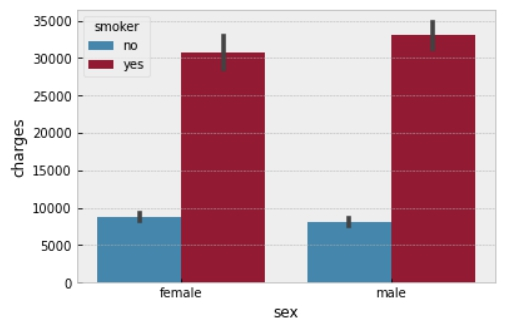 35000
30000
25000
20000
15000
10000
5000
0
charges
smoker
no
yes
female
male
sex